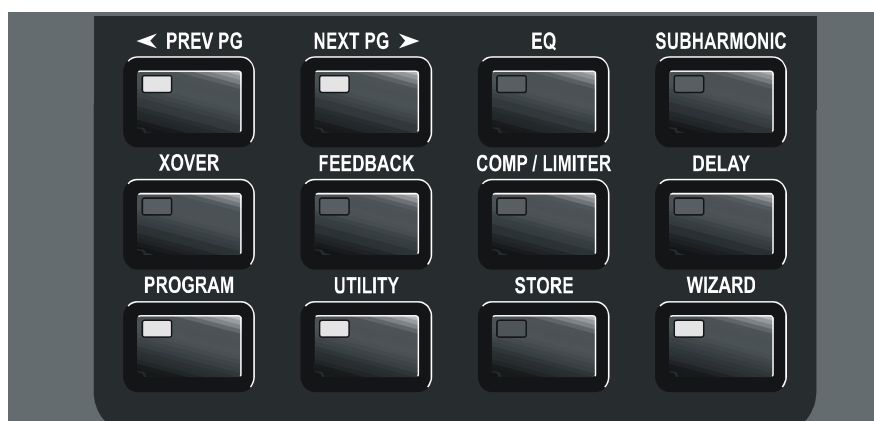 ≺ PREV PG NEXT PG ≻ EQ SUBHARMONIC
XOVER FEEDBACK COMP / LIMITER DELAY
PROGRAM UTILITY STORE WIZARD